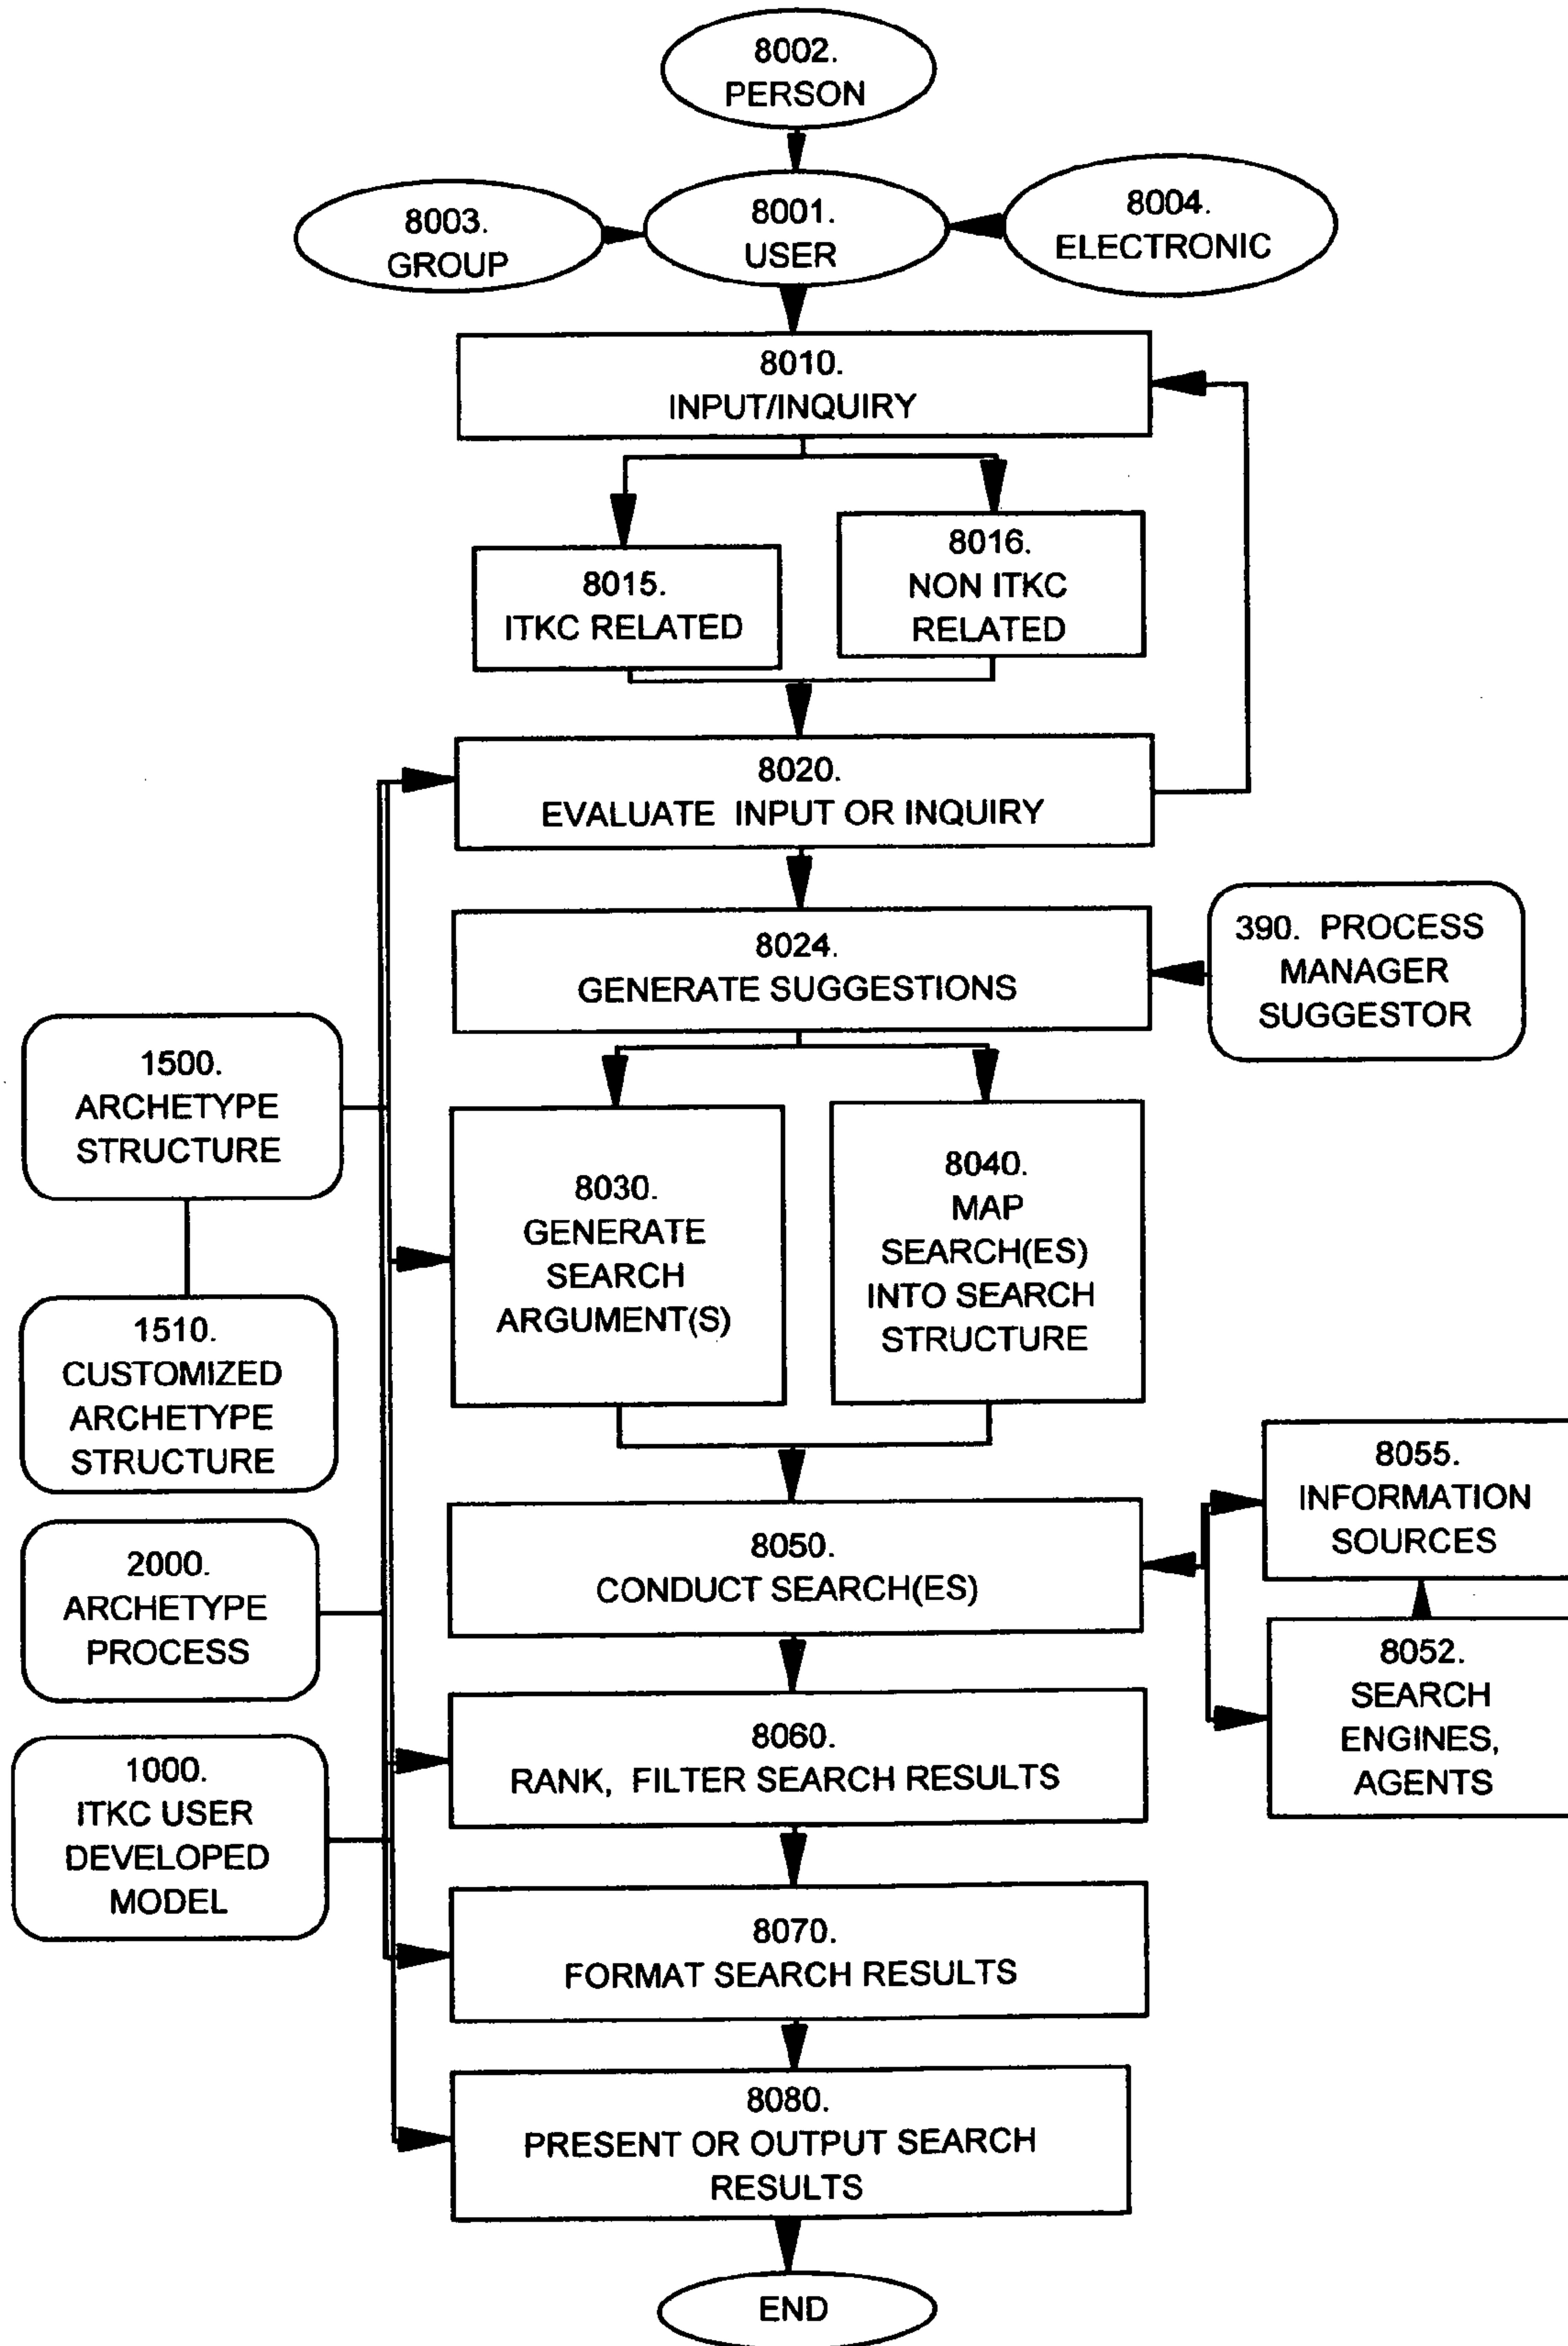 8002.
PERSON
8003.
GROUP
8001.
USER
8004.
ELECTRONIC
8010.
INPUT/INQUIRY
8015.
ITKC RELATED
8016.
NON ITKC
RELATED
8020.
EVALUATE INPUT OR INQUIRY
8024.
GENERATE SUGGESTIONS
390. PROCESS
MANAGER
SUGGESTOR
1500.
ARCHETYPE
STRUCTURE
8030.
GENERATE
SEARCH
ARGUMENT(S)
8040.
MAP
SEARCH(ES)
INTO SEARCH
STRUCTURE
1510.
CUSTOMIZED
ARCHETYPE
STRUCTURE
8050.
CONDUCT SEARCH(ES)
8055.
INFORMATION
SOURCES
2000.
ARCHETYPE
PROCESS
8052.
SEARCH
ENGINES,
AGENTS
8060.
RANK, FILTER SEARCH RESULTS
1000.
ITKC USER
DEVELOPED
MODEL
8070.
FORMAT SEARCH RESULTS
8080.
PRESENT OR OUTPUT SEARCH
RESULTS
END